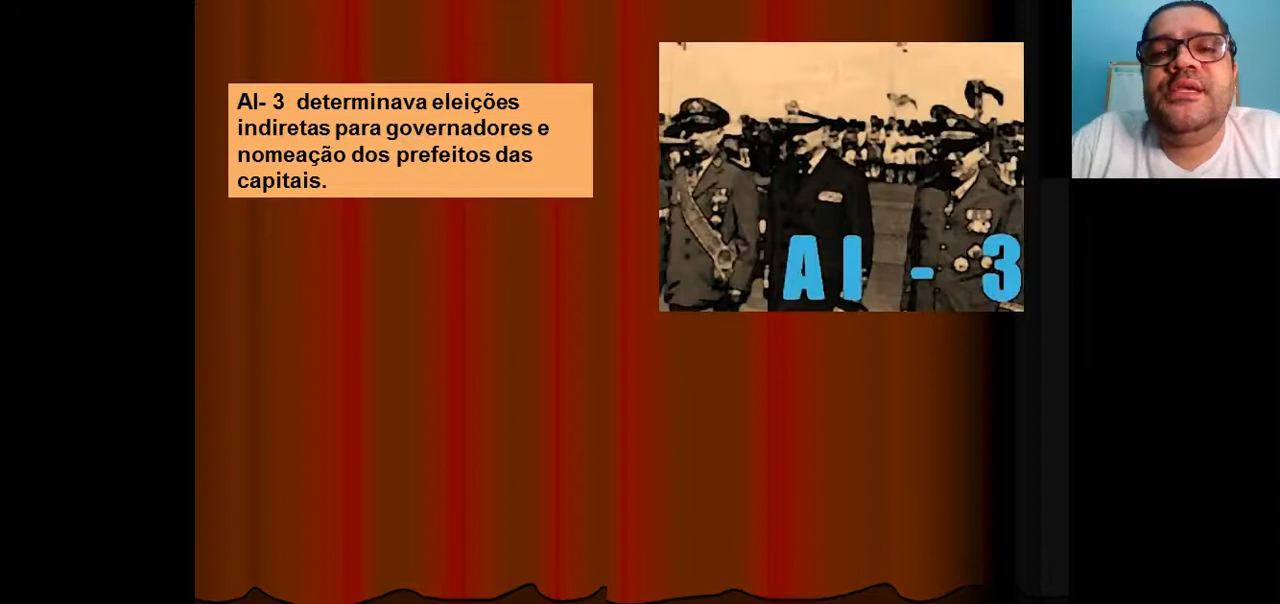 AI- 3 determinava eleições
indiretas para governadores e
nomeação dos prefeitos das
capitais.
AI - 3